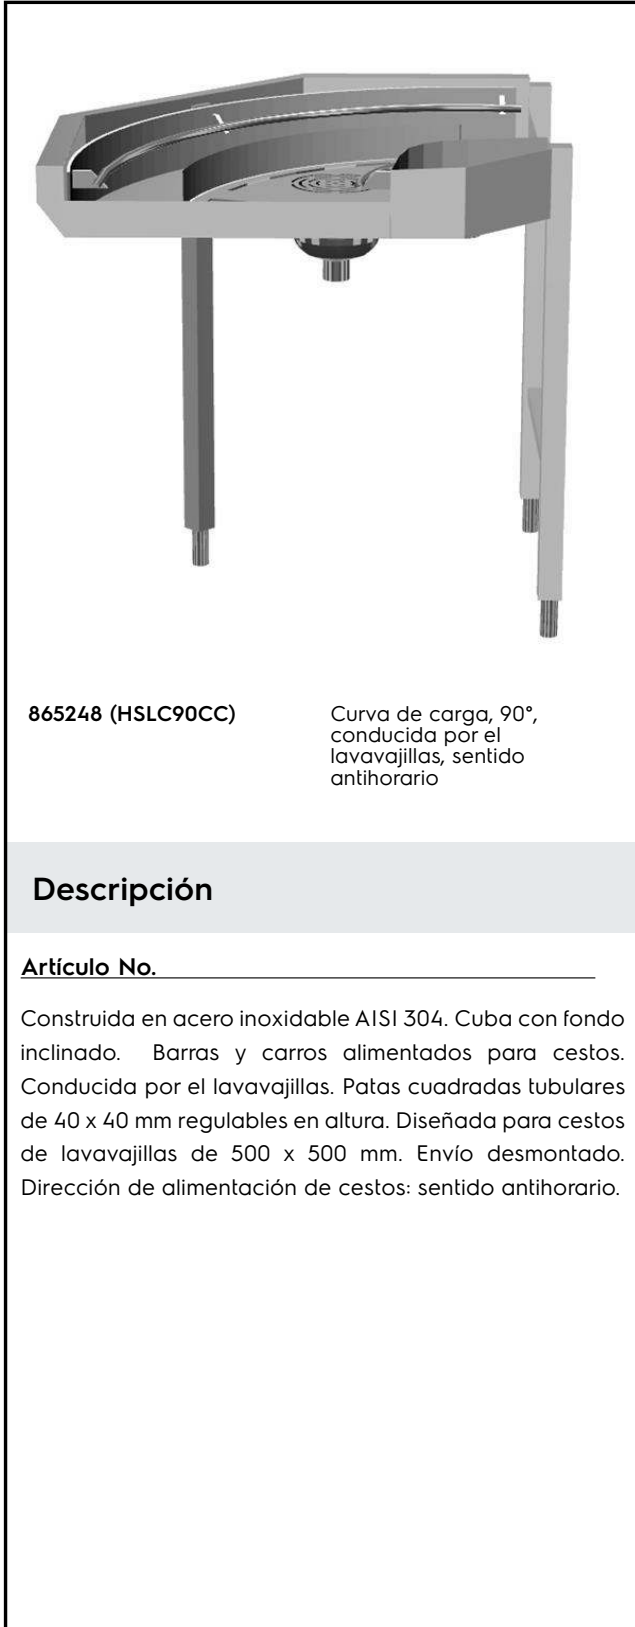 865248 (HSLC90CC)
Curva de carga, 90°,
conducida por el
lavavajillas, sentido
antihorario
Descripción
Artículo No.
Construida en acero inoxidable AISI 304. Cuba con fondo
inclinado. Barras y carros alimentados para cestos.
Conducida por el lavavajillas. Patas cuadradas tubulares
de 40 x 40 mm regulables en altura. Diseñada para cestos
de lavavajillas de 500 x 500 mm. Envío desmontado.
Dirección de alimentación de cestos: sentido antihorario.